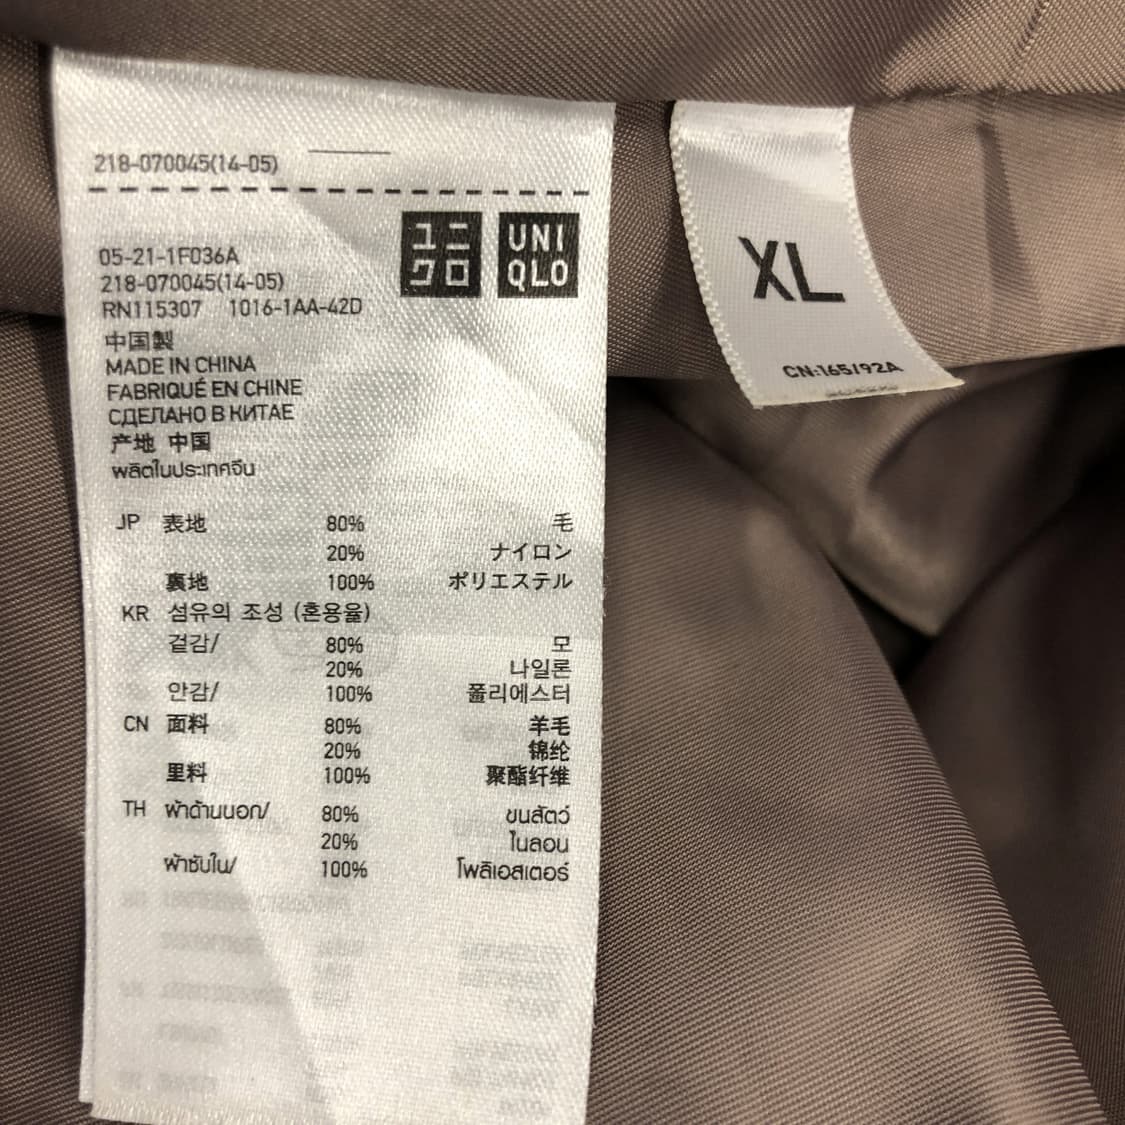 218-070045(14-05)
ユニ
クロ
UNI
QLO
05-21-1F036A
218-070045(14-05)
RN115307 1016-1AA-42D
中国製
MADE IN CHINA
FABRIQUÉ EN CHINE
СДЕЛАНО В КИТАЕ
产地 中国
ผลิตในประเทศจีน
JP 表地 80% 毛
20% ナイロン
裏地 100% ポリエステル
KR 섬유의 조성 (혼용율)
겉감/ 80% 모
20% 나일론
안감/ 100% 폴리에스터
CN 面料 80% 羊毛
20% 锦纶
里料 100% 聚酯纤维
TH ผ้าด้านนอก/ 80% ขนสัตว์
20% ไนลอน
ผ้าซับใน/ 100% โพลิเอสเตอร์
XL
CN:165/92A